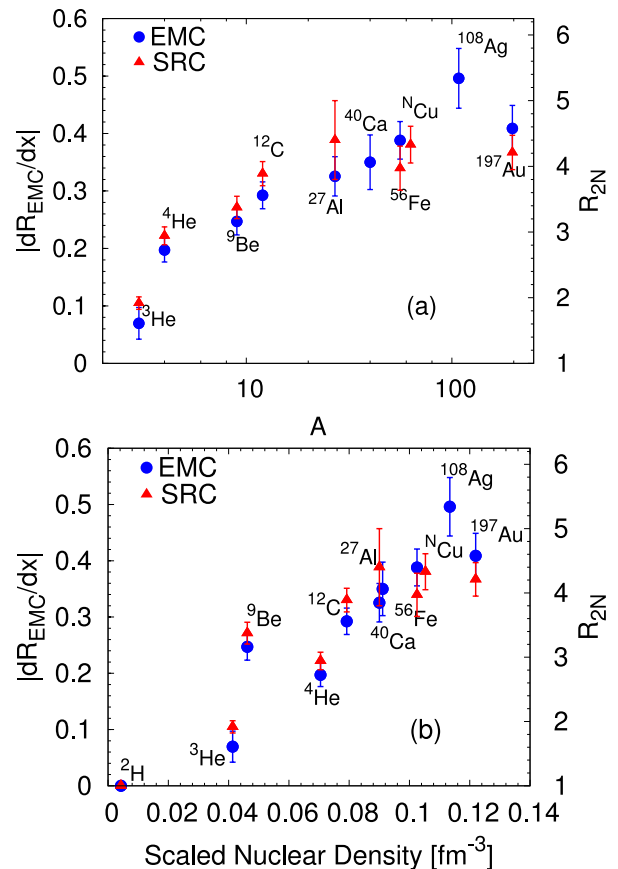 EMC
SRC
|dR_EMC/dx|
R_2N
0.6
0.5
0.4
0.3
0.2
0.1
0
6
5
4
3
2
1
³He
⁴He
⁹Be
¹²C
²⁷Al
⁴⁰Ca
⁵⁶Fe
ᴺCu
¹⁰⁸Ag
¹⁹⁷Au
(a)
10
100
A
EMC
SRC
|dR_EMC/dx|
R_2N
0.6
0.5
0.4
0.3
0.2
0.1
0
6
5
4
3
2
1
²H
³He
⁹Be
⁴He
¹²C
²⁷Al
⁴⁰Ca
⁵⁶Fe
ᴺCu
¹⁰⁸Ag
¹⁹⁷Au
(b)
0 0.02 0.04 0.06 0.08 0.1 0.12 0.14
Scaled Nuclear Density [fm⁻³]